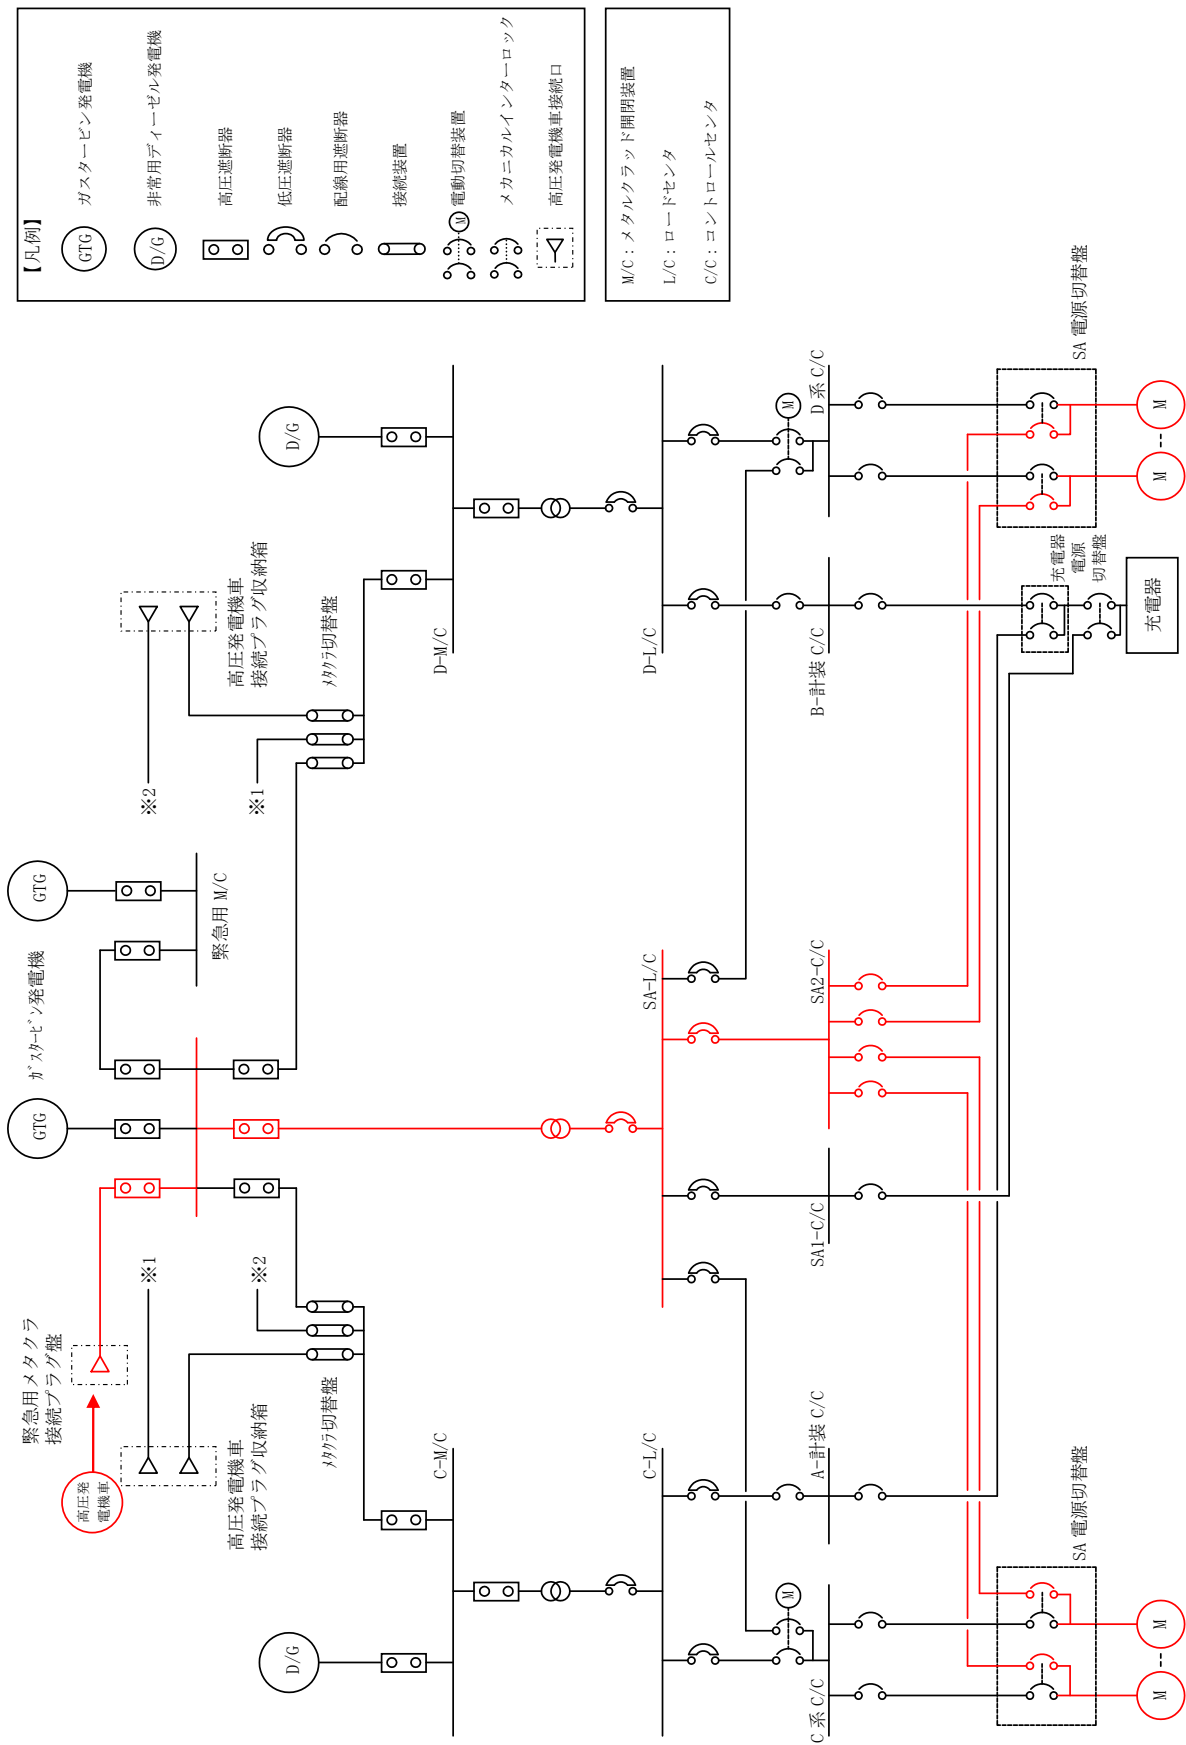 【凡例】
GTG
ガスタービン発電機
D/G
非常用ディーゼル発電機
高圧遮断器
低圧遮断器
配線用遮断器
接続装置
M
電動切替装置
メカニカルインターロック
高圧発電機車接続口
M/C：メタルクラッド開閉装置
L/C：ロードセンタ
C/C：コントロールセンタ
緊急用メタクラ
接続プラグ盤
高圧発
電機車
GTG
ｶﾞｽﾀｰﾋﾞﾝ発電機
GTG
緊急用 M/C
※1
※2
高圧発電機車
接続プラグ収納箱
ﾒﾀｸﾗ切替盤
※2
※1
高圧発電機車
接続プラグ収納箱
ﾒﾀｸﾗ切替盤
D/G
D/G
C-M/C
D-M/C
C-L/C
SA-L/C
D-L/C
M
M
C 系 C/C
A-計装 C/C
SA1-C/C
SA2-C/C
B-計装 C/C
D 系 C/C
SA 電源切替盤
充電器
電源
切替盤
SA 電源切替盤
充電器
M
M
M
M